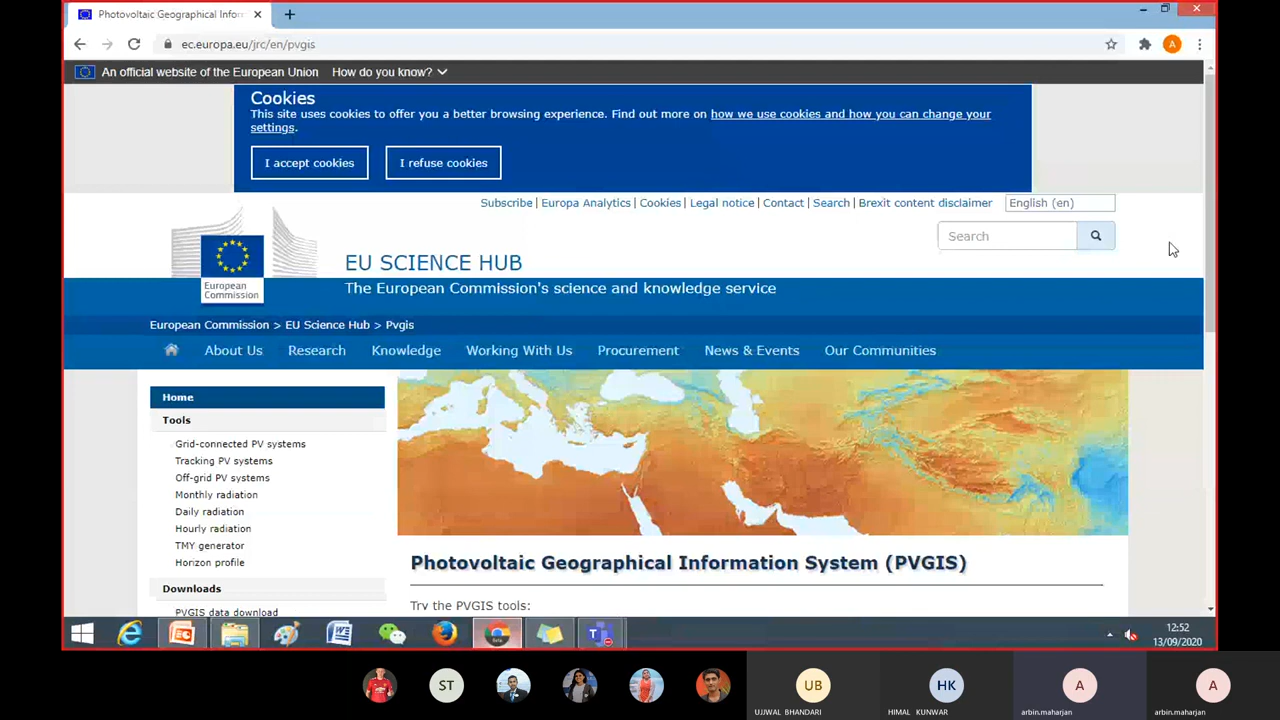 Photovoltaic Geographical Infor
ec.europa.eu/jrc/en/pvgis
A
An official website of the European Union How do you know?
Cookies
This site uses cookies to offer you a better browsing experience. Find out more on how we use cookies and how you can change your
settings.
I accept cookies I refuse cookies
Subscribe | Europa Analytics | Cookies | Legal notice | Contact | Search | Brexit content disclaimer English (en)
Search
European
Commission
EU SCIENCE HUB
The European Commission's science and knowledge service
European Commission > EU Science Hub > Pvgis
About Us Research Knowledge Working With Us Procurement News & Events Our Communities
Home
Tools
Grid-connected PV systems
Tracking PV systems
Off-grid PV systems
Monthly radiation
Daily radiation
Hourly radiation
TMY generator
Horizon profile
Downloads
PVGIS data download
Photovoltaic Geographical Information System (PVGIS)
Try the PVGIS tools:
12:52
13/09/2020
ST UB HK A A
UJJWAL BHANDARI HIMAL KUNWAR arbin.maharjan arbin.maharjan